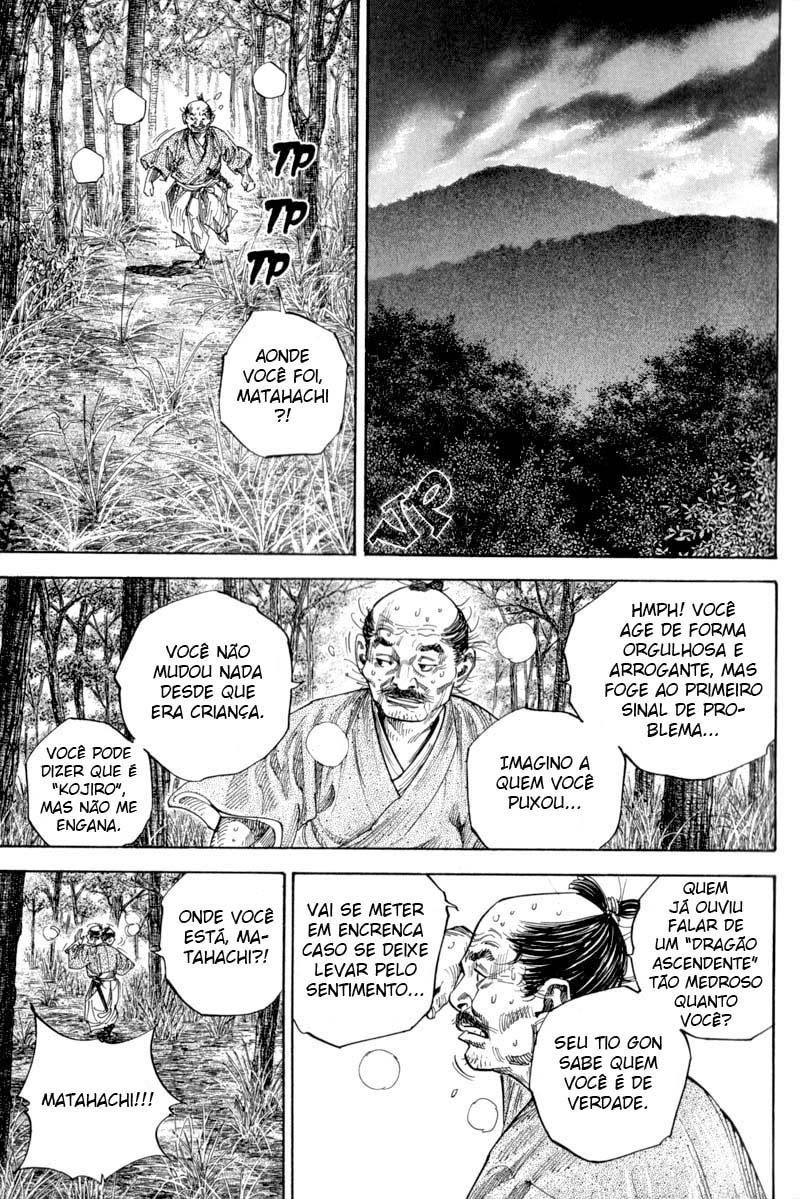 VP
TP
TP
TP
AONDE
VOCÊ FOI,
MATAHACHI
?!
HMPH! VOCÊ
AGE DE FORMA
ORGULHOSA E
ARROGANTE, MAS
FOGE AO PRIMEIRO
SINAL DE PRO-
BLEMA...
IMAGINO A
QUEM VOCÊ
PUXOU...
VOCÊ NÃO
MUDOU NADA
DESDE QUE
ERA CRIANÇA.
VOCÊ PODE
DIZER QUE É
"KOJIRO",
MAS NÃO ME
ENGANA.
QUEM
JÁ OUVIU
FALAR DE
UM "DRAGÃO
ASCENDENTE"
TÃO MEDROSO
QUANTO
VOCÊ?
SEU TIO GON
SABE QUEM
VOCÊ É DE
VERDADE.
VAI SE METER
EM ENCRENCA
CASO SE DEIXE
LEVAR PELO
SENTIMENTO...
ONDE VOCÊ
ESTÁ, MA-
TAHACHI?!
MATAHACHI!!!